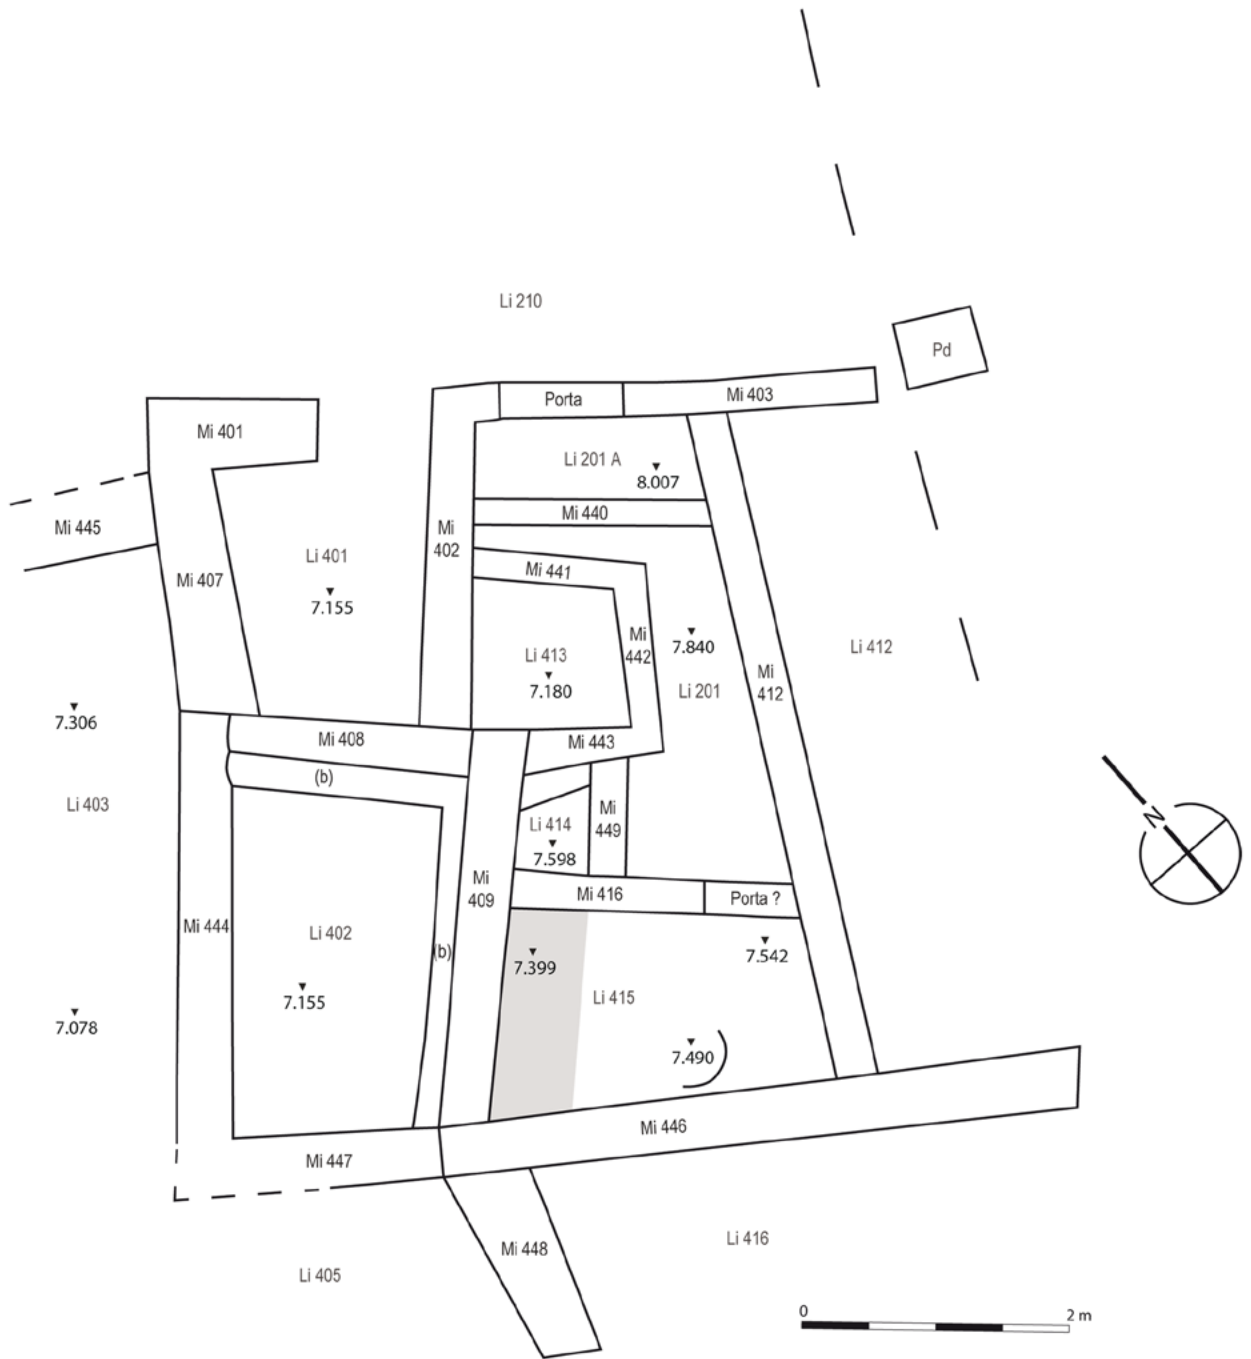 Li 210
Pd
Porta
Mi 403
Mi 401
Li 201 A
8.007
Mi 440
Mi 445
Mi
402
Li 401
7.155
Mi 407
Mi 441
Li 413
7.180
Mi
442
7.840
Li 201
Mi
412
Li 412
7.306
Mi 408
Mi 443
(b)
Li 403
Li 414
7.598
Mi
449
N
Mi
409
Mi 416
Porta ?
Mi 444
Li 402
(b)
7.155
7.399
7.542
Li 415
7.078
7.490
Mi 446
Mi 447
Mi 448
Li 416
Li 405
0
2 m